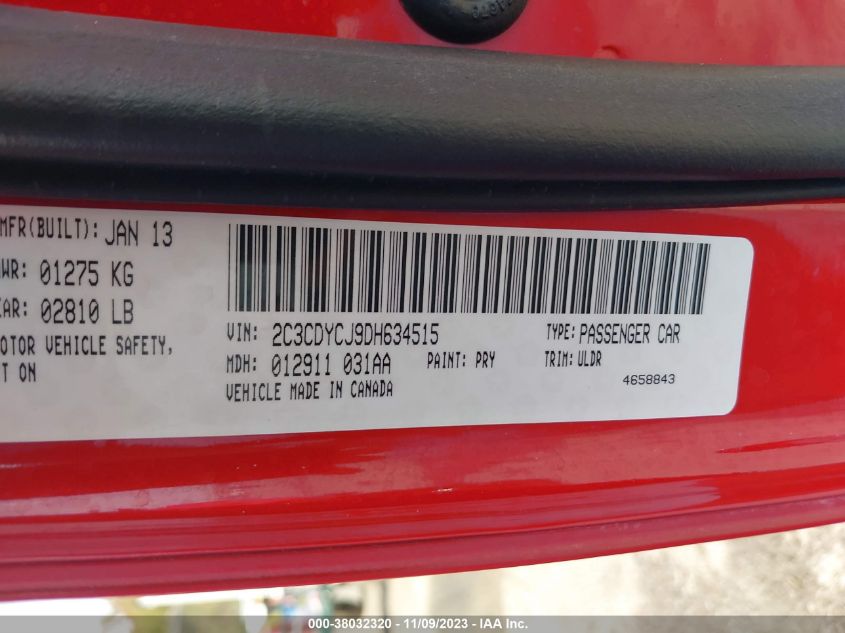 MFR(BUILT): JAN 13
WR: 01275 KG
EAR: 02810 LB
OTOR VEHICLE SAFETY,
T ON
VIN: 2C3CDYCJ9DH634515
TYPE: PASSENGER CAR
MDH: 012911 031AA
PAINT: PRY
TRIM: ULDR
VEHICLE MADE IN CANADA
4658843
000-38032320 - 11/09/2023 - IAA Inc.